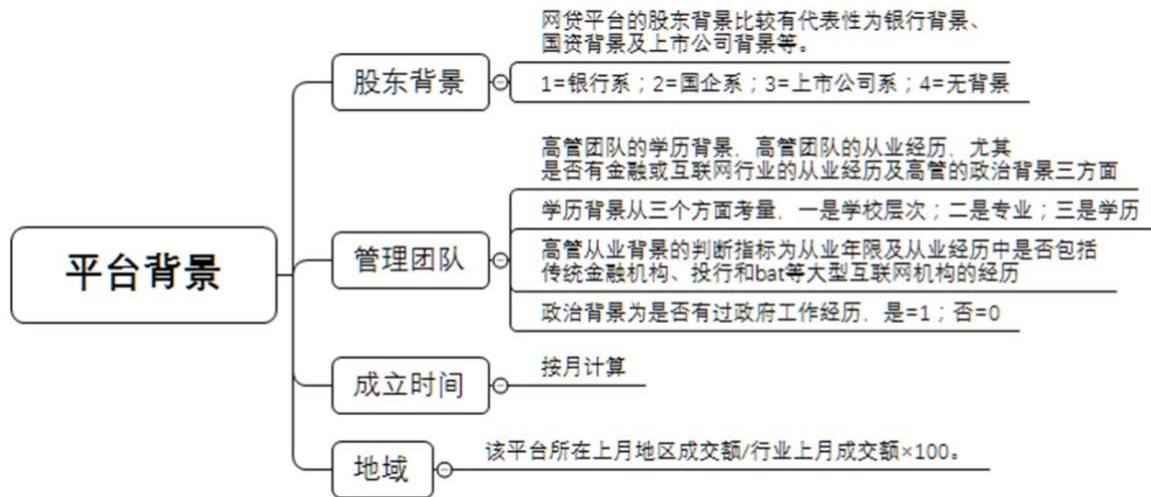 平台背景
股东背景
网贷平台的股东背景比较有代表性为银行背景、
国资背景及上市公司背景等。
1=银行系；2=国企系；3=上市公司系；4=无背景
管理团队
高管团队的学历背景，高管团队的从业经历，尤其
是否有金融或互联网行业的从业经历及高管的政治背景三方面
学历背景从三个方面考量，一是学校层次；二是专业；三是学历
高管从业背景的判断指标为从业年限及从业经历中是否包括
传统金融机构、投行和bat等大型互联网机构的经历
政治背景为是否有过政府工作经历，是=1；否=0
成立时间
按月计算
地域
该平台所在上月地区成交额/行业上月成交额×100。